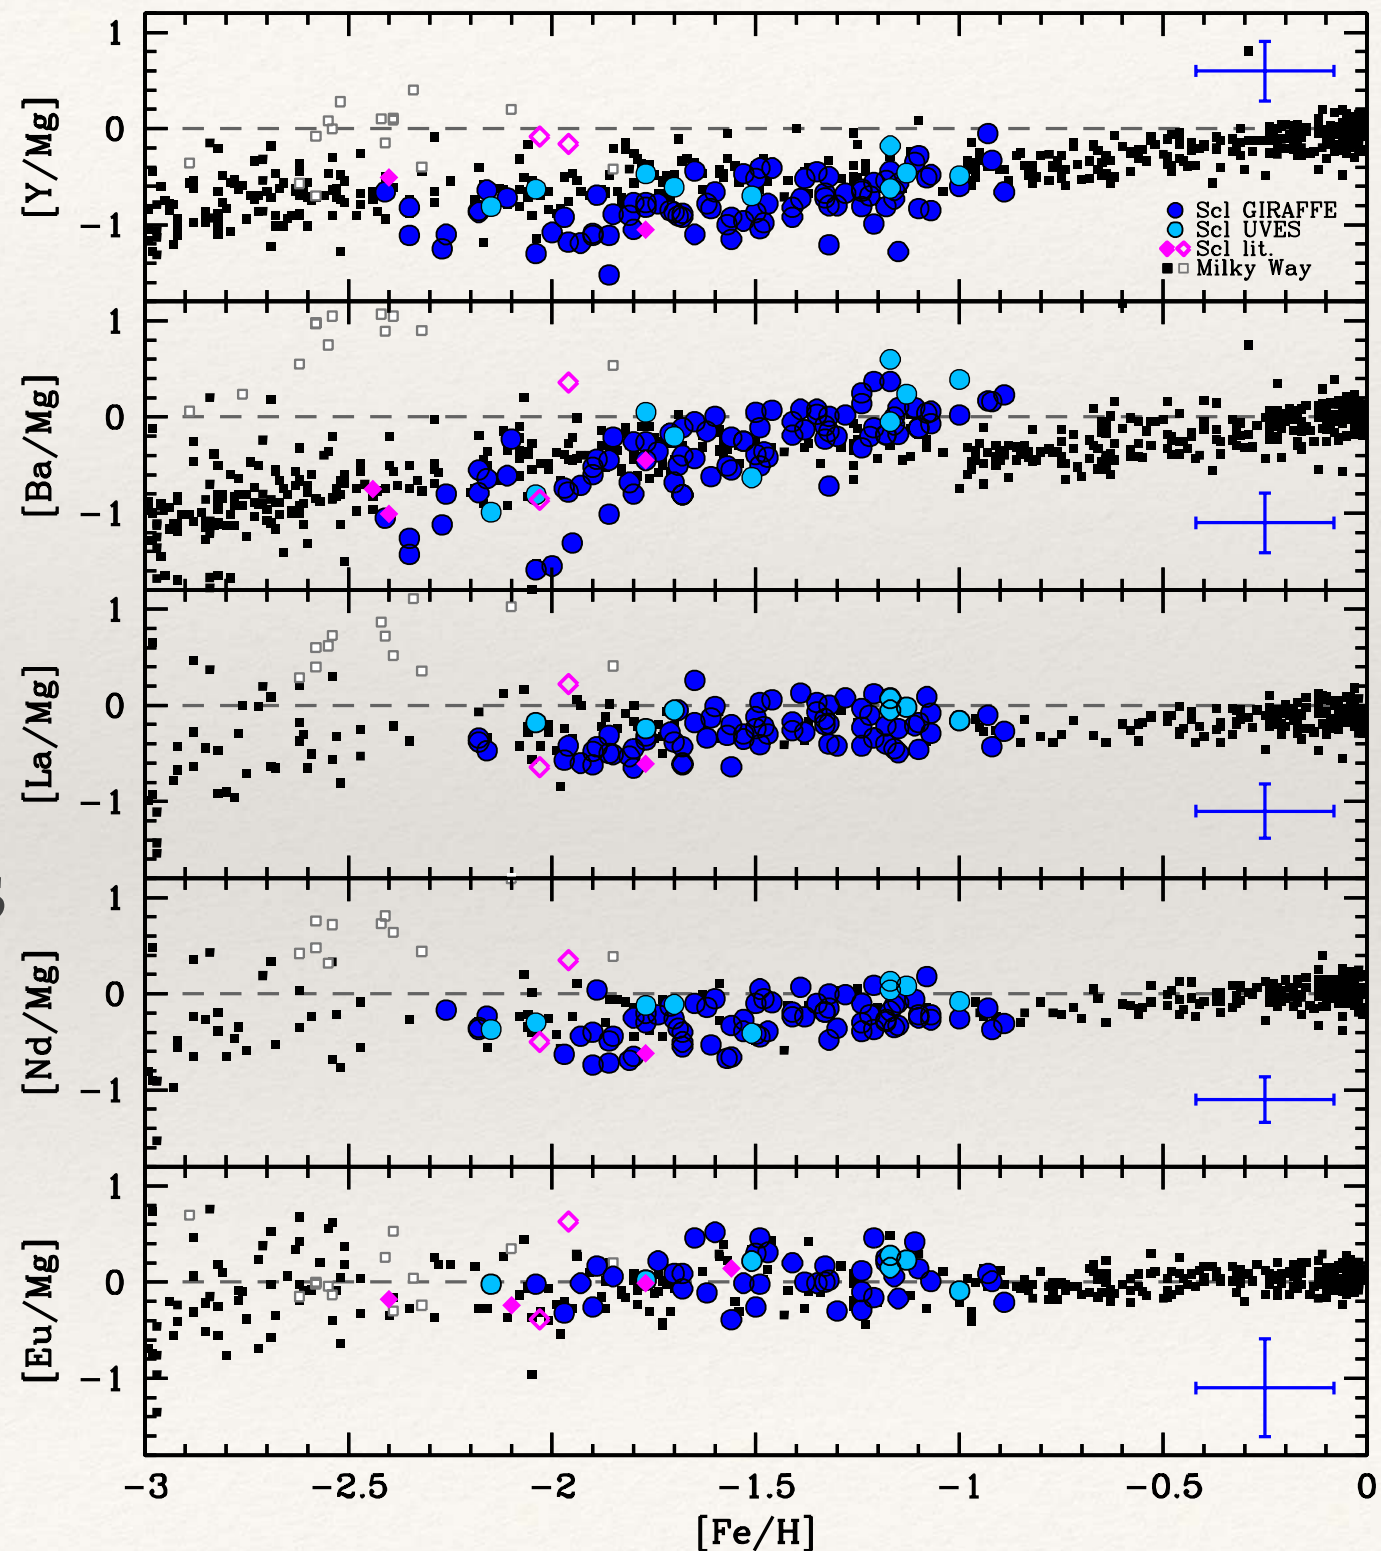 1
0
−1
[Y/Mg]
Scl GIRAFFE
Scl UVES
Scl lit.
Milky Way
1
0
−1
[Ba/Mg]
1
0
−1
[La/Mg]
1
0
−1
[Nd/Mg]
1
0
−1
[Eu/Mg]
−3 −2.5 −2 −1.5 −1 −0.5 0
[Fe/H]